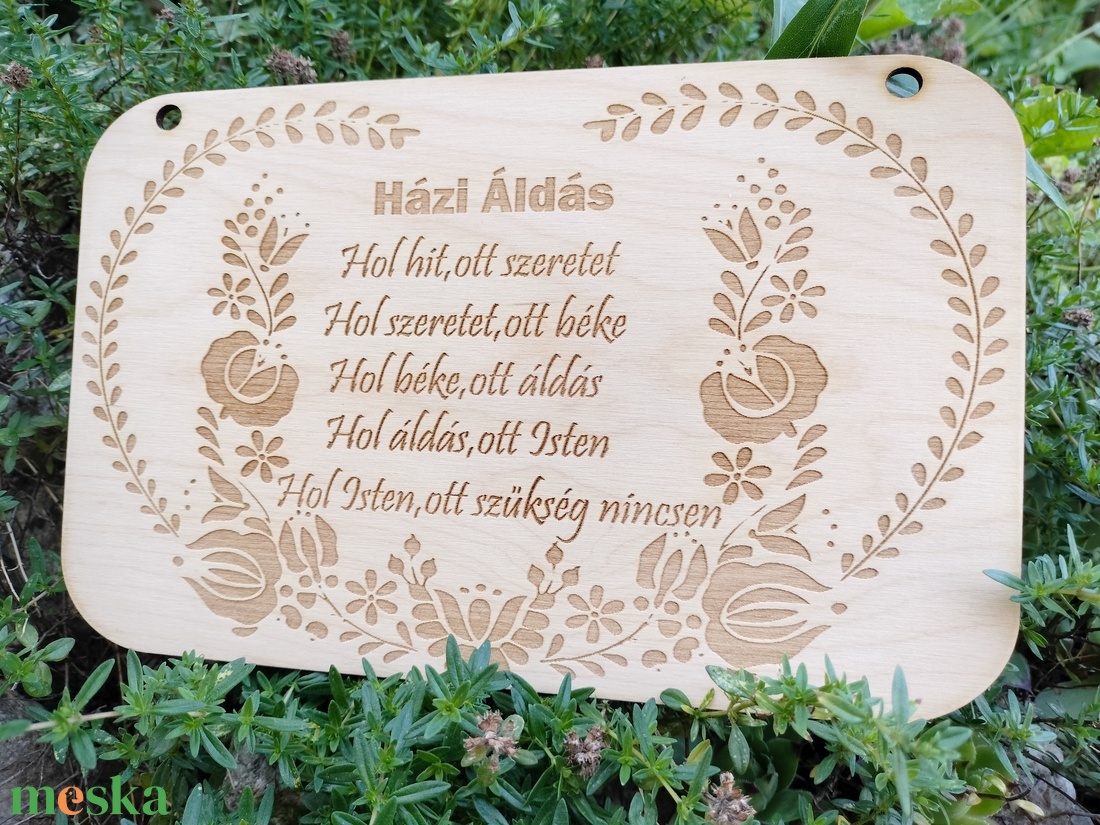 Házi Áldás
Hol hit,ott szeretet
Hol szeretet,ott béke
Hol béke,ott áldás
Hol áldás,ott Isten
Hol Isten,ott szükség nincsen
meska